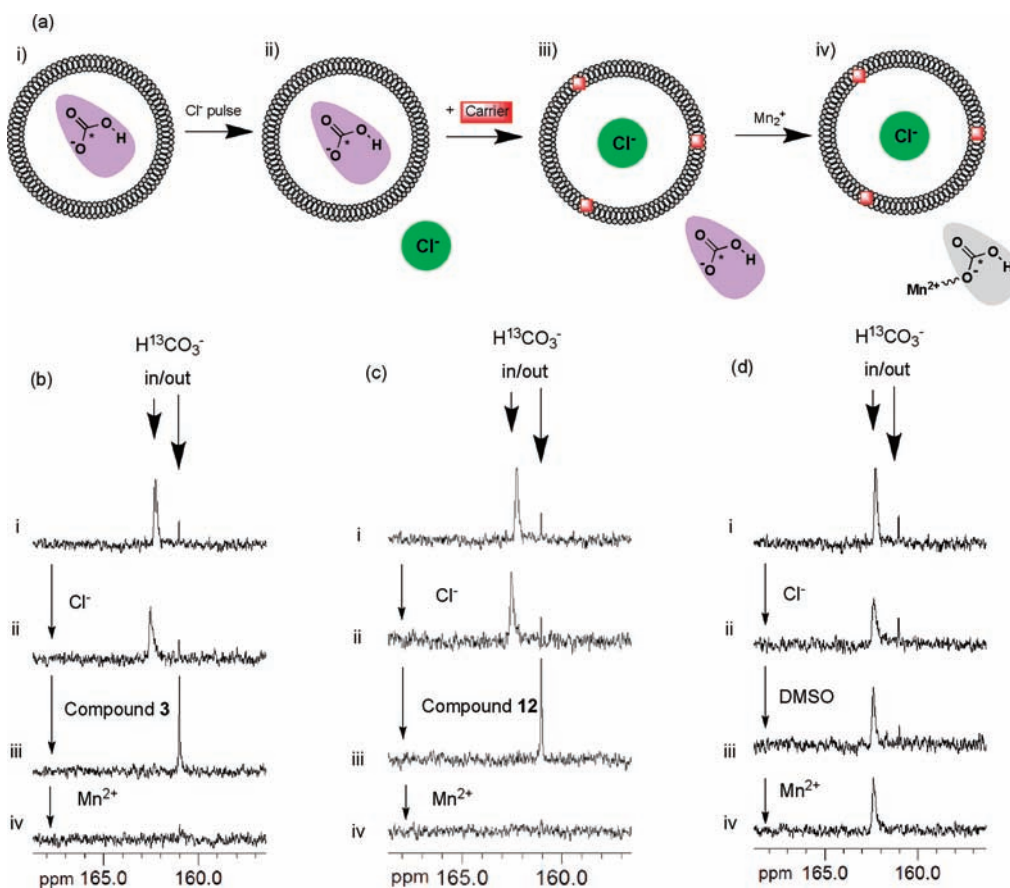 (a)
i)
ii)
iii)
iv)
Cl⁻ pulse
+ Carrier
Mn₂⁺
O O H O⁻ *
O O H O⁻ *
Cl⁻
Cl⁻
O O H O⁻ *
Cl⁻
O O H Mn²⁺ O⁻ *
(b)
H¹³CO₃⁻
in/out
i
Cl⁻
ii
Compound 3
iii
Mn²⁺
iv
ppm 165.0 160.0
(c)
H¹³CO₃⁻
in/out
i
Cl⁻
ii
Compound 12
iii
Mn²⁺
iv
ppm 165.0 160.0
(d)
H¹³CO₃⁻
in/out
i
Cl⁻
ii
DMSO
iii
Mn²⁺
iv
ppm 165.0 160.0